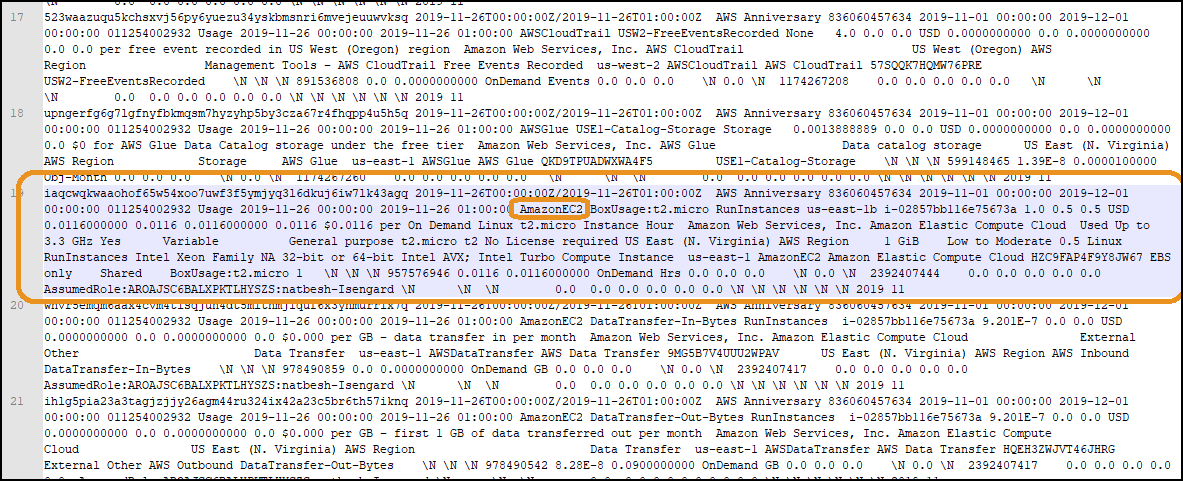 \N 0.0 0.0 0.0 0.0 0.0 0.0 0.0 \N \N \N \N \N \N 2019 11
17 523waazuqu5kchsxvj56py6yuezu34yskbmsnri6mvejeuuwvksq 2019-11-26T00:00:00Z/2019-11-26T01:00:00Z AWS Anniversary 836060457634 2019-11-01 00:00:00 2019-12-01
00:00:00 011254002932 Usage 2019-11-26 00:00:00 2019-11-26 01:00:00 AWSCloudTrail USW2-FreeEventsRecorded None 4.0 0.0 0.0 USD 0.0000000000 0.0 0.0000000000
0.0 0.0 per free event recorded in US West (Oregon) region Amazon Web Services, Inc. AWS CloudTrail US West (Oregon) AWS
Region Management Tools - AWS CloudTrail Free Events Recorded us-west-2 AWSCloudTrail AWS CloudTrail 57SQQK7HQMW76PRE
USW2-FreeEventsRecorded \N \N \N 891536808 0.0 0.0000000000 OnDemand Events 0.0 0.0 0.0 \N 0.0 \N 1174267208 0.0 0.0 0.0 0.0 0.0 \N \N
\N 0.0 0.0 0.0 0.0 0.0 0.0 0.0 \N \N \N \N \N \N 2019 11
18 upngerfg6g7lgfnyfbkmqsm7hyzyhp5by3cza67r4fhqpp4u5h5q 2019-11-26T00:00:00Z/2019-11-26T01:00:00Z AWS Anniversary 836060457634 2019-11-01 00:00:00 2019-12-01
00:00:00 011254002932 Usage 2019-11-26 00:00:00 2019-11-26 01:00:00 AWSGlue USE1-Catalog-Storage Storage 0.0013888889 0.0 0.0 USD 0.0000000000 0.0 0.0000000000
0.0 $0 for AWS Glue Data Catalog storage under the free tier Amazon Web Services, Inc. AWS Glue Data catalog storage US East (N. Virginia)
AWS Region Storage AWS Glue us-east-1 AWSGlue AWS Glue QKD9TPUADWXWA4F5 USE1-Catalog-Storage \N \N \N 599148465 1.39E-8 0.0000100000
Obj-Month 0.0 0.0 0.0 \N 0.0 \N 1174267260 0.0 0.0 0.0 0.0 0.0 \N \N \N 0.0 0.0 0.0 0.0 0.0 0.0 0.0 \N \N \N \N \N \N 2019 11
19 iaqcwqkwaaohof65w54xoo7uwf3f5ymjyq3l6dkuj6iw7lk43agq 2019-11-26T00:00:00Z/2019-11-26T01:00:00Z AWS Anniversary 836060457634 2019-11-01 00:00:00 2019-12-01
00:00:00 011254002932 Usage 2019-11-26 00:00:00 2019-11-26 01:00:00 AmazonEC2 BoxUsage:t2.micro RunInstances us-east-1b i-02857bb116e75673a 1.0 0.5 0.5 USD
0.0116000000 0.0116 0.0116000000 0.0116 $0.0116 per On Demand Linux t2.micro Instance Hour Amazon Web Services, Inc. Amazon Elastic Compute Cloud Used Up to
3.3 GHz Yes Variable General purpose t2.micro t2 No License required US East (N. Virginia) AWS Region 1 GiB Low to Moderate 0.5 Linux
RunInstances Intel Xeon Family NA 32-bit or 64-bit Intel AVX; Intel Turbo Compute Instance us-east-1 AmazonEC2 Amazon Elastic Compute Cloud HZC9FAP4F9Y8JW67 EBS
only Shared BoxUsage:t2.micro 1 \N \N 957576946 0.0116 0.0116000000 OnDemand Hrs 0.0 0.0 0.0 \N 0.0 \N 2392407444 0.0 0.0 0.0 0.0 0.0
AssumedRole:AROAJSC6BALXPKTLHYSZS:natbesh-Isengard \N \N \N 0.0 0.0 0.0 0.0 0.0 0.0 0.0 \N \N \N \N \N \N 2019 11
20 2019-11-26T00:00:00Z/2019-11-26T01:00:00Z AWS Anniversary 836060457634 2019-11-01 00:00:00 2019-12-01
00:00:00 011254002932 Usage 2019-11-26 00:00:00 2019-11-26 01:00:00 AmazonEC2 DataTransfer-In-Bytes RunInstances i-02857bb116e75673a 9.201E-7 0.0 0.0 USD
0.0000000000 0.0 0.0000000000 0.0 $0.000 per GB - data transfer in per month Amazon Web Services, Inc. Amazon Elastic Compute Cloud External
Other Data Transfer us-east-1 AWSDataTransfer AWS Data Transfer 9MG5B7V4UUU2WPAV US East (N. Virginia) AWS Region AWS Inbound
DataTransfer-In-Bytes \N \N \N 978490859 0.0 0.0000000000 OnDemand GB 0.0 0.0 0.0 \N 0.0 \N 2392407417 0.0 0.0 0.0 0.0 0.0
AssumedRole:AROAJSC6BALXPKTLHYSZS:natbesh-Isengard \N \N \N 0.0 0.0 0.0 0.0 0.0 0.0 0.0 \N \N \N \N \N \N 2019 11
21 ihlg5pia23a3tagjzjjy26agm44ru324ix42a23c5br6th57iknq 2019-11-26T00:00:00Z/2019-11-26T01:00:00Z AWS Anniversary 836060457634 2019-11-01 00:00:00 2019-12-01
00:00:00 011254002932 Usage 2019-11-26 00:00:00 2019-11-26 01:00:00 AmazonEC2 DataTransfer-Out-Bytes RunInstances i-02857bb116e75673a 9.201E-7 0.0 0.0 USD
0.0000000000 0.0 0.0000000000 0.0 $0.000 per GB - first 1 GB of data transferred out per month Amazon Web Services, Inc. Amazon Elastic Compute
Cloud US East (N. Virginia) AWS Region Data Transfer us-east-1 AWSDataTransfer AWS Data Transfer HQEH3ZWJVT46JHRG
External Other AWS Outbound DataTransfer-Out-Bytes \N \N \N 978490542 8.28E-8 0.0900000000 OnDemand GB 0.0 0.0 0.0 \N 0.0 \N 2392407417 0.0 0.0 0.0 0.0